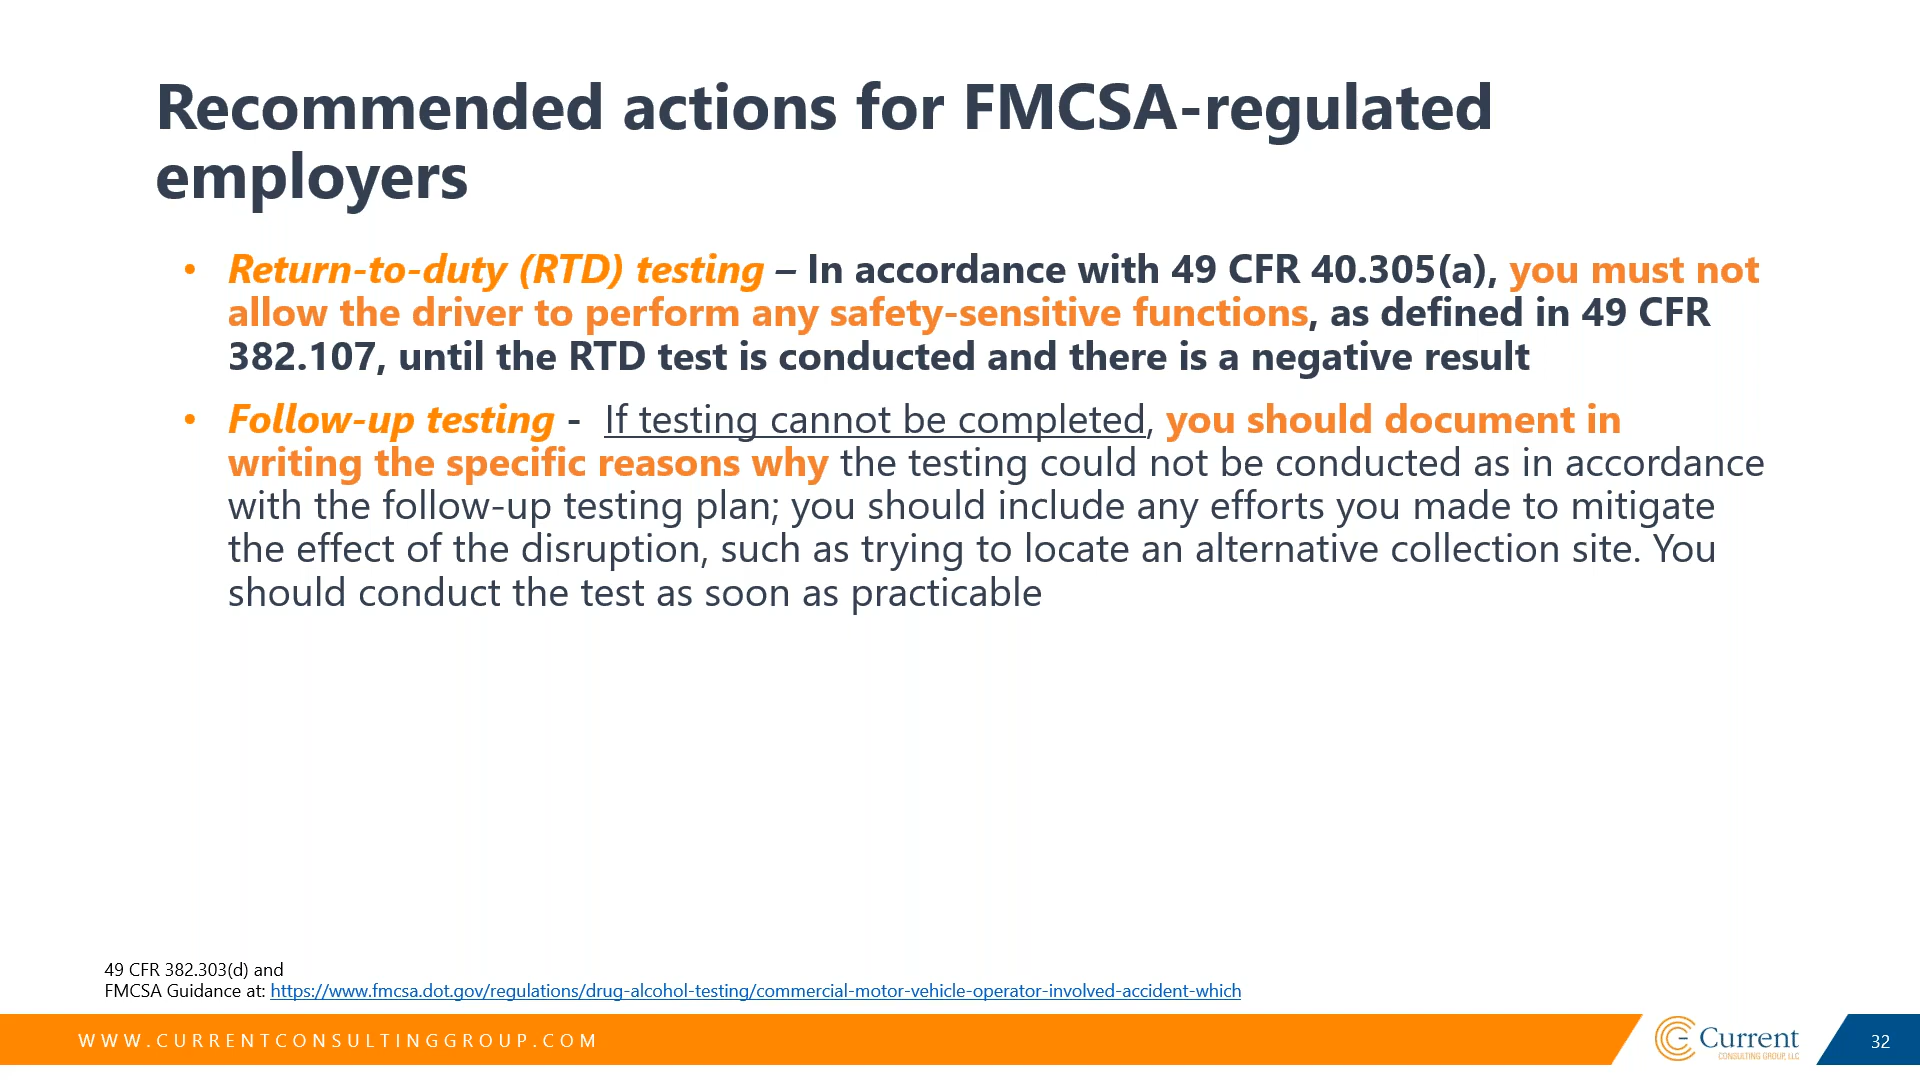 Recommended actions for FMCSA-regulated
employers
• Return-to-duty (RTD) testing – In accordance with 49 CFR 40.305(a), you must not
allow the driver to perform any safety-sensitive functions, as defined in 49 CFR
382.107, until the RTD test is conducted and there is a negative result
• Follow-up testing - If testing cannot be completed, you should document in
writing the specific reasons why the testing could not be conducted as in accordance
with the follow-up testing plan; you should include any efforts you made to mitigate
the effect of the disruption, such as trying to locate an alternative collection site. You
should conduct the test as soon as practicable
49 CFR 382.303(d) and
FMCSA Guidance at: https://www.fmcsa.dot.gov/regulations/drug-alcohol-testing/commercial-motor-vehicle-operator-involved-accident-which
WWW.CURRENTCONSULTINGGROUP.COM
Current
CONSULTING GROUP, LLC
32